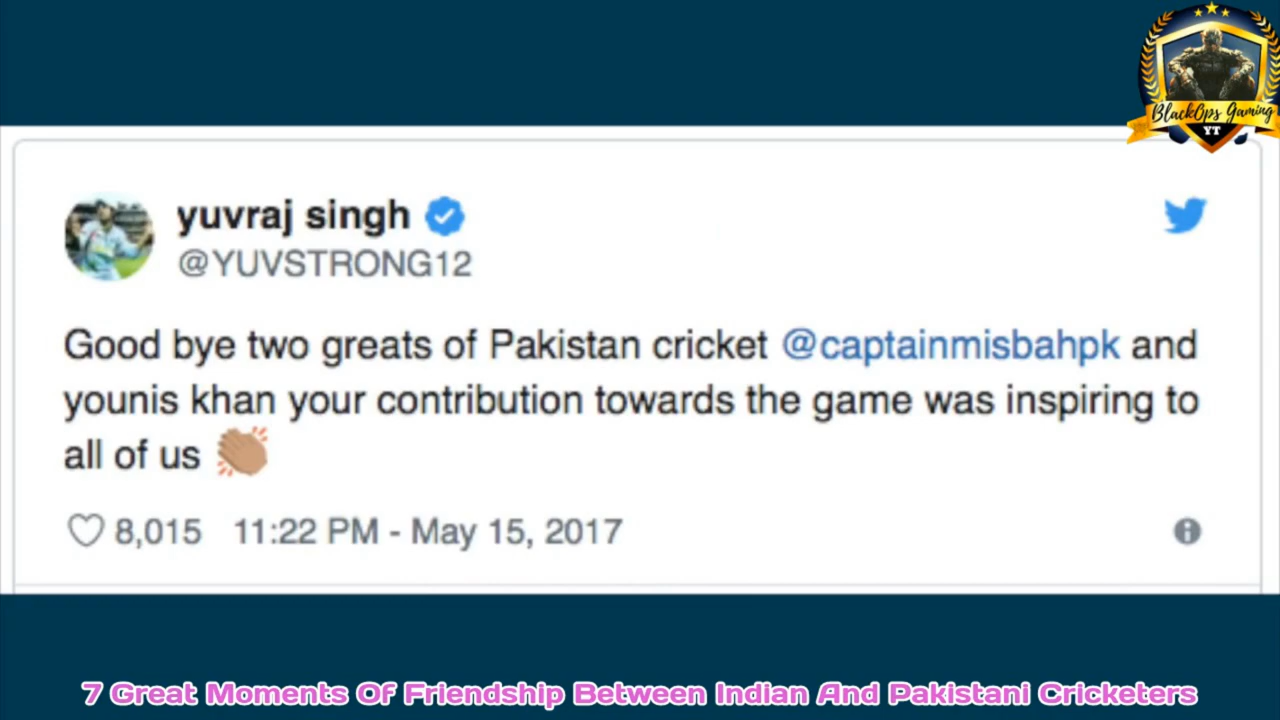 BlackOps Gaming
YT
yuvraj singh
@YUVSTRONG12
Good bye two greats of Pakistan cricket @captainmisbahpk and
younis khan your contribution towards the game was inspiring to
all of us 👏🏽
8,015 11:22 PM - May 15, 2017
7 Great Moments Of Friendship Between Indian And Pakistani Cricketers